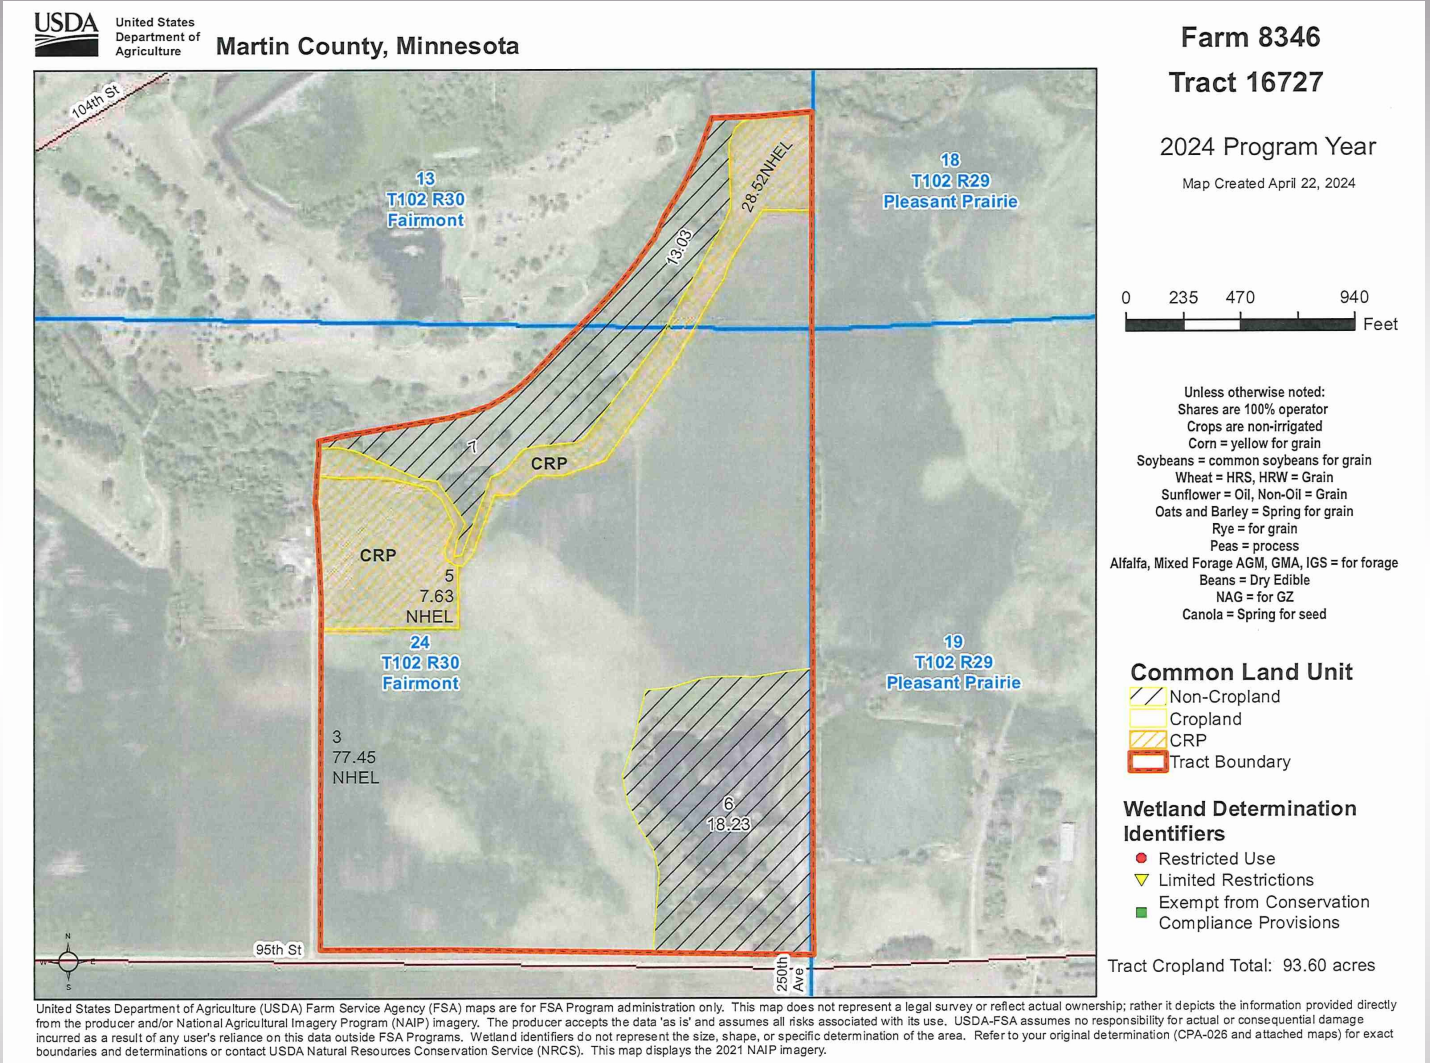 USDA
United States
Department of
Agriculture
Martin County, Minnesota
Farm 8346
Tract 16727
2024 Program Year
Map Created April 22, 2024
104th St
13
T102 R30
Fairmont
18
T102 R29
Pleasant Prairie
28.52NHEL
13.03
7
CRP
CRP
5
7.63
NHEL
24
T102 R30
Fairmont
19
T102 R29
Pleasant Prairie
3
77.45
NHEL
6
18.23
95th St
250th
Ave
N
W
E
S
0 235 470 940
Feet
Unless otherwise noted:
Shares are 100% operator
Crops are non-irrigated
Corn = yellow for grain
Soybeans = common soybeans for grain
Wheat = HRS, HRW = Grain
Sunflower = Oil, Non-Oil = Grain
Oats and Barley = Spring for grain
Rye = for grain
Peas = process
Alfalfa, Mixed Forage AGM, GMA, IGS = for forage
Beans = Dry Edible
NAG = for GZ
Canola = Spring for seed
Common Land Unit
Non-Cropland
Cropland
CRP
Tract Boundary
Wetland Determination
Identifiers
Restricted Use
Limited Restrictions
Exempt from Conservation
Compliance Provisions
Tract Cropland Total: 93.60 acres
United States Department of Agriculture (USDA) Farm Service Agency (FSA) maps are for FSA Program administration only. This map does not represent a legal survey or reflect actual ownership; rather it depicts the information provided directly
from the producer and/or National Agricultural Imagery Program (NAIP) imagery. The producer accepts the data 'as is' and assumes all risks associated with its use. USDA-FSA assumes no responsibility for actual or consequential damage
incurred as a result of any user's reliance on this data outside FSA Programs. Wetland identifiers do not represent the size, shape, or specific determination of the area. Refer to your original determination (CPA-026 and attached maps) for exact
boundaries and determinations or contact USDA Natural Resources Conservation Service (NRCS). This map displays the 2021 NAIP imagery.